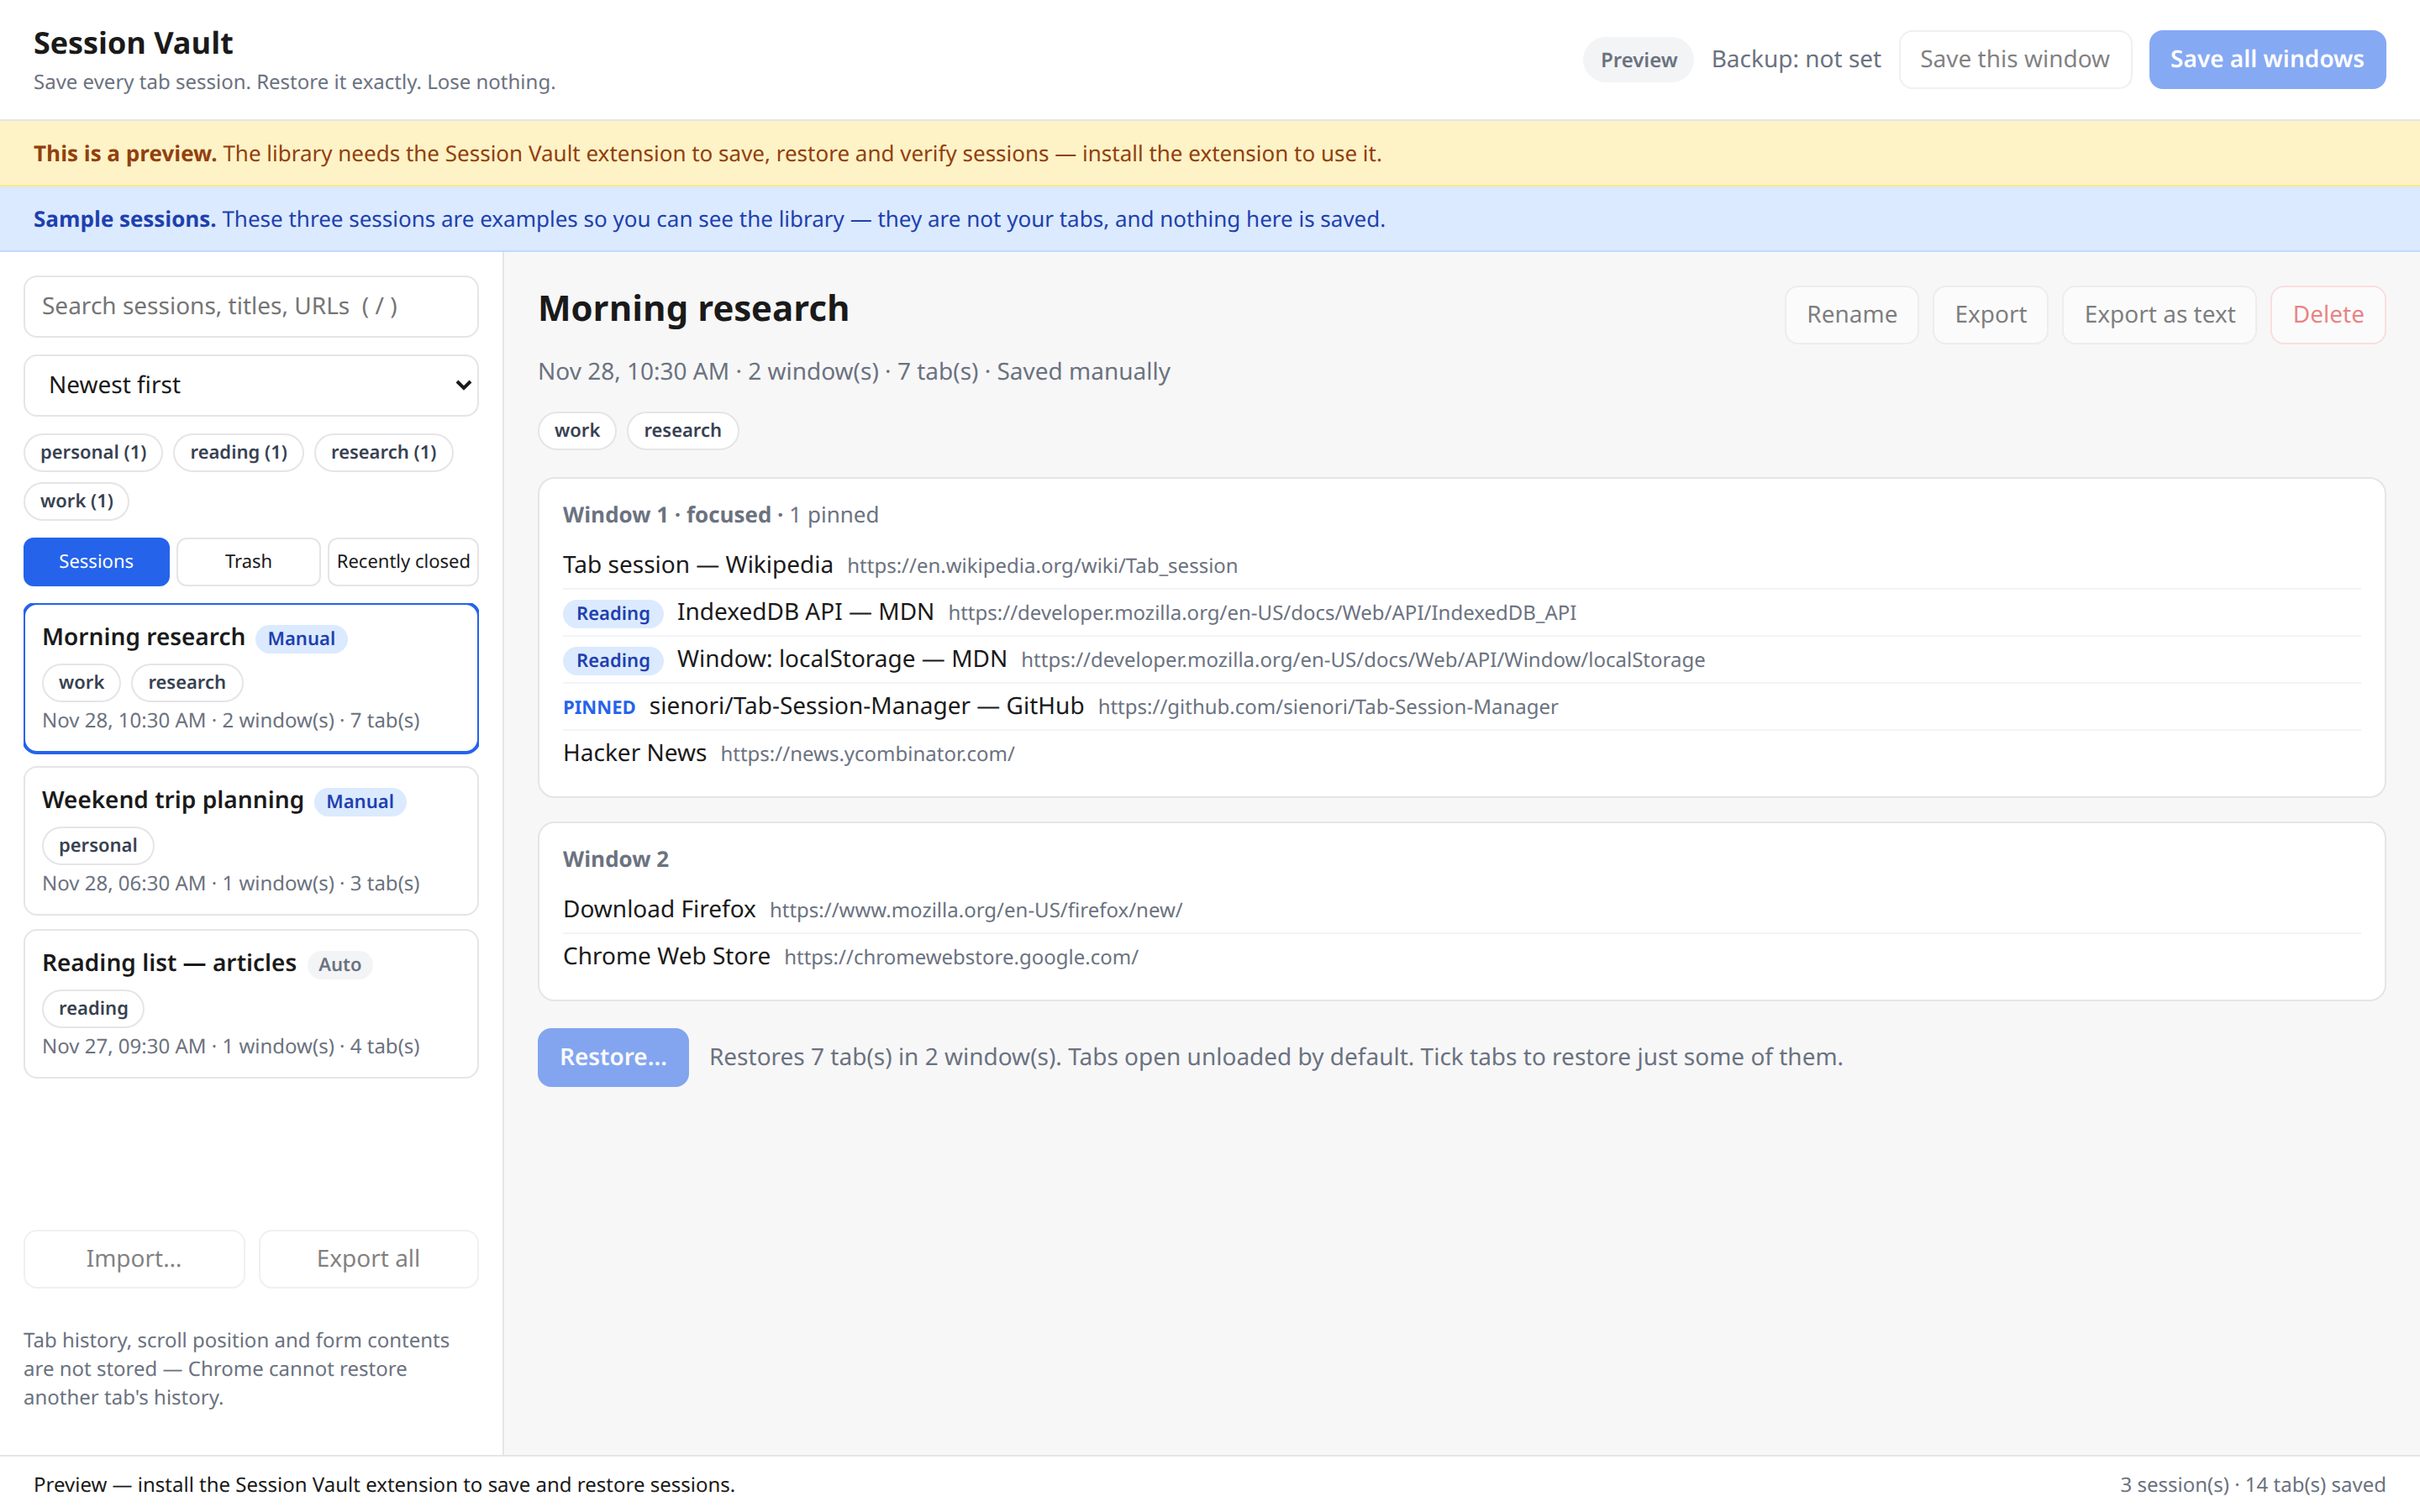 Session Vault
Save every tab session. Restore it exactly. Lose nothing.
Preview
Backup: not set
Save this window
Save all windows
This is a preview. The library needs the Session Vault extension to save, restore and verify sessions — install the extension to use it.
Sample sessions. These three sessions are examples so you can see the library — they are not your tabs, and nothing here is saved.
Search sessions, titles, URLs ( / )
Newest first
personal (1) reading (1) research (1)
work (1)
Sessions Trash Recently closed
Morning research Manual
work research
Nov 28, 10:30 AM · 2 window(s) · 7 tab(s)
Weekend trip planning Manual
personal
Nov 28, 06:30 AM · 1 window(s) · 3 tab(s)
Reading list — articles Auto
reading
Nov 27, 09:30 AM · 1 window(s) · 4 tab(s)
Import... Export all
Tab history, scroll position and form contents
are not stored — Chrome cannot restore
another tab's history.
Morning research
Rename Export Export as text Delete
Nov 28, 10:30 AM · 2 window(s) · 7 tab(s) · Saved manually
work research
Window 1 · focused · 1 pinned
Tab session — Wikipedia https://en.wikipedia.org/wiki/Tab_session
Reading IndexedDB API — MDN https://developer.mozilla.org/en-US/docs/Web/API/IndexedDB_API
Reading Window: localStorage — MDN https://developer.mozilla.org/en-US/docs/Web/API/Window/localStorage
PINNED sienori/Tab-Session-Manager — GitHub https://github.com/sienori/Tab-Session-Manager
Hacker News https://news.ycombinator.com/
Window 2
Download Firefox https://www.mozilla.org/en-US/firefox/new/
Chrome Web Store https://chromewebstore.google.com/
Restore... Restores 7 tab(s) in 2 window(s). Tabs open unloaded by default. Tick tabs to restore just some of them.
Preview — install the Session Vault extension to save and restore sessions.
3 session(s) · 14 tab(s) saved